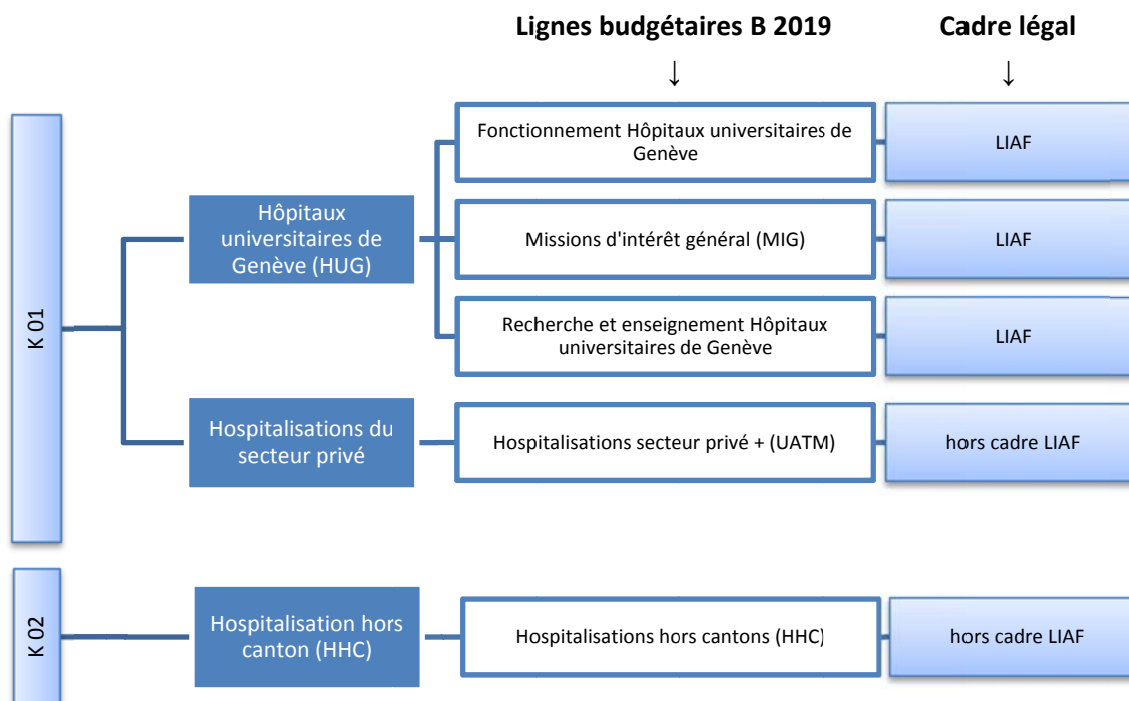 Lignes budgétaires B 2019
Cadre légal
↓
↓
K 01
Hôpitaux
universitaires de
Genève (HUG)
Fonctionnement Hôpitaux universitaires de
Genève
LIAF
Missions d'intérêt général (MIG)
LIAF
Recherche et enseignement Hôpitaux
universitaires de Genève
LIAF
Hospitalisations du
secteur privé
Hospitalisations secteur privé + (UATM)
hors cadre LIAF
K 02
Hospitalisation hors
canton (HHC)
Hospitalisations hors cantons (HHC)
hors cadre LIAF